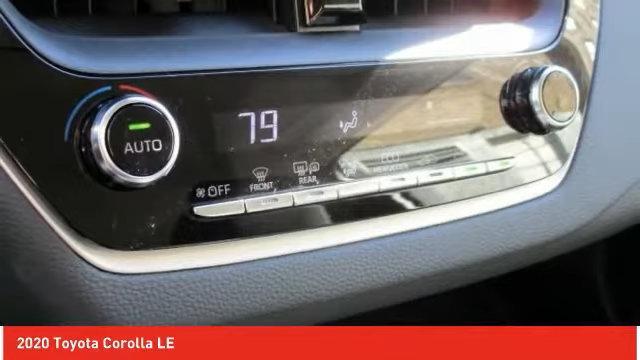 79
AUTO
OFF
FRONT
REAR
ECO
2020 Toyota Corolla LE